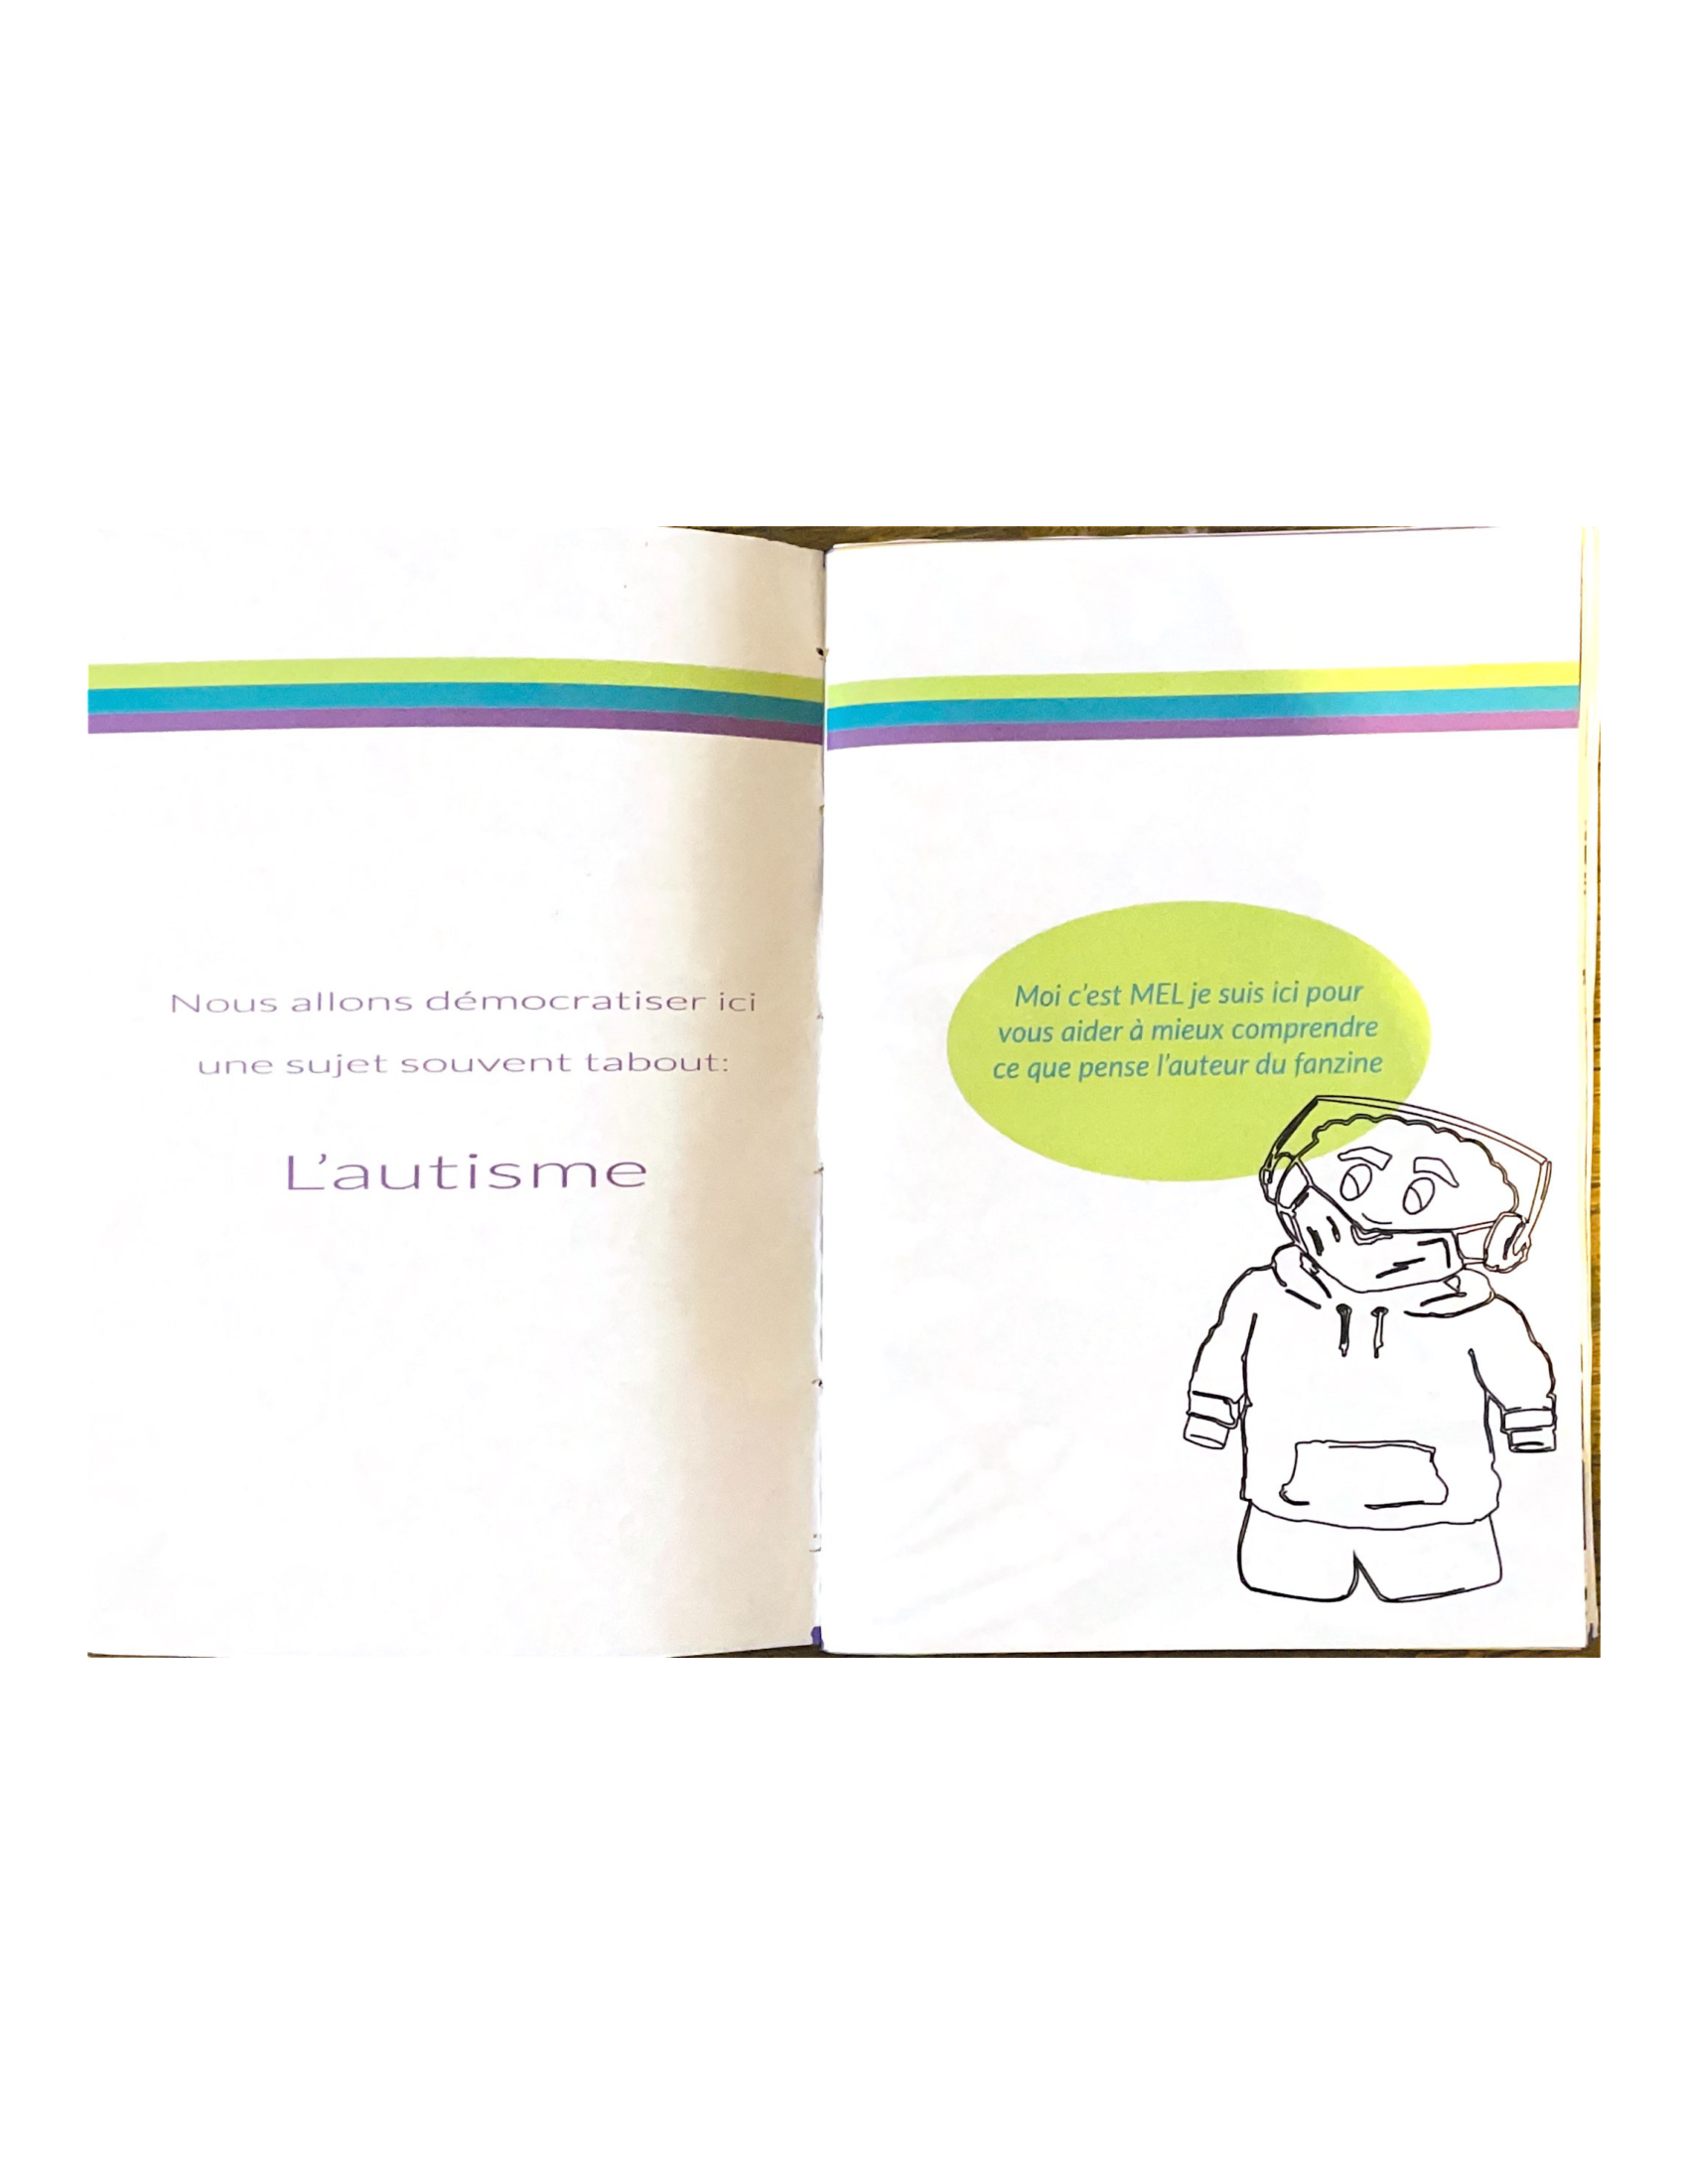 Nous allons démocratiser ici
une sujet souvent tabout:
L'autisme
Moi c'est MEL je suis ici pour
vous aider à mieux comprendre
ce que pense l'auteur du fanzine